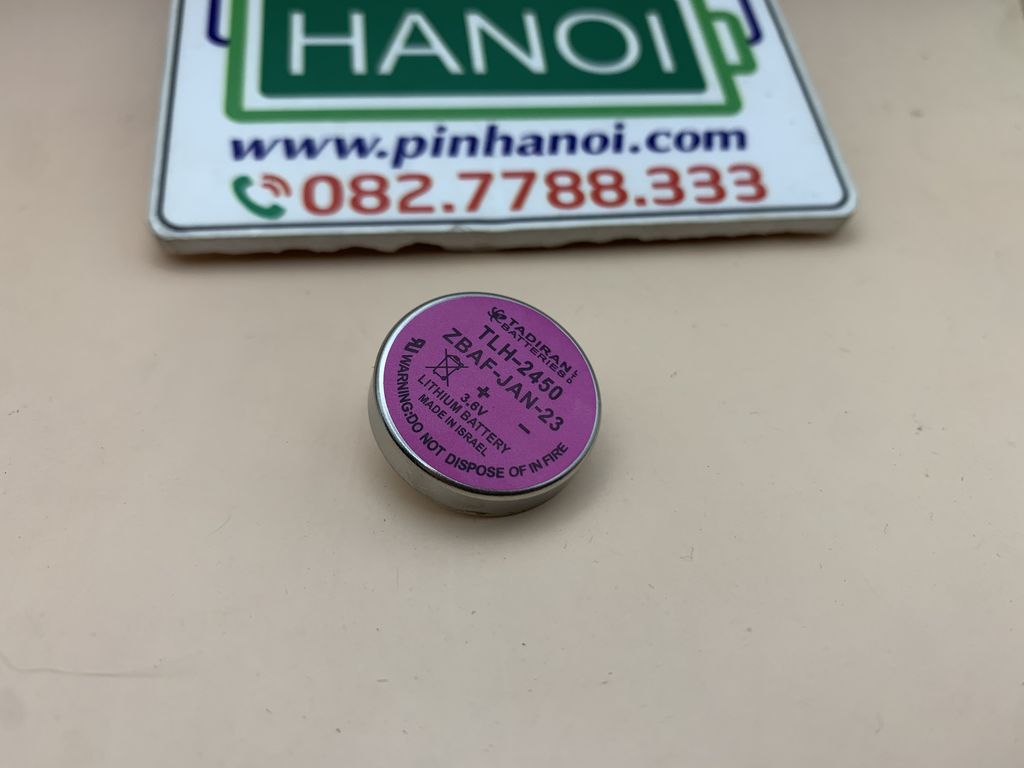 HANOI
www.pinhanoi.com
082.7788.333
TADIRAN
BATTERIES LTD
TLH-2450
ZBAF-JAN-23
+
3.6V
-
LITHIUM BATTERY
MADE IN ISRAEL
WARNING:DO NOT DISPOSE OF IN FIRE